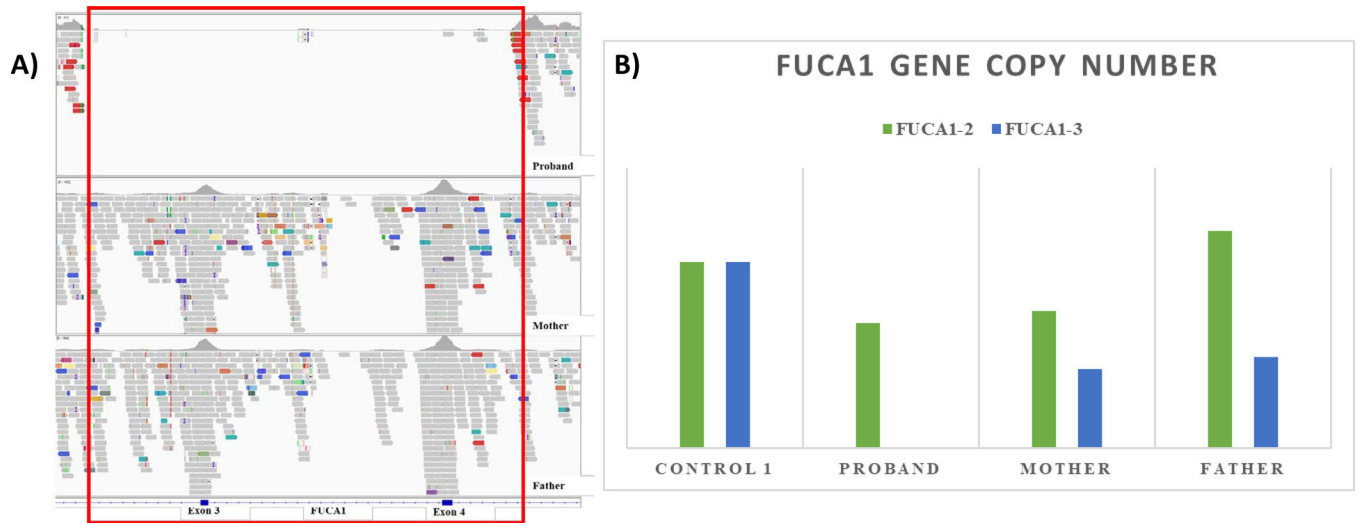 A)
Proband
Mother
Father
Exon 3 FUCA1 Exon 4
B)
FUCA1 GENE COPY NUMBER
FUCA1-2 FUCA1-3
CONTROL 1 PROBAND MOTHER FATHER